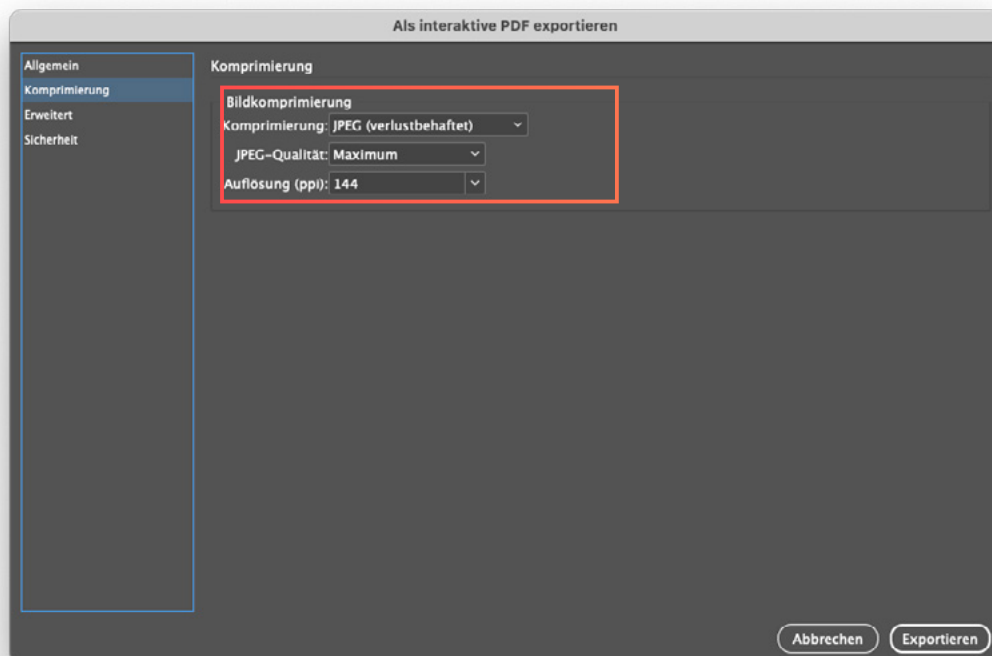 Als interaktive PDF exportieren
Allgemein
Komprimierung
Erweitert
Sicherheit
Komprimierung
Bildkomprimierung
Komprimierung: JPEG (verlustbehaftet)
JPEG-Qualität: Maximum
Auflösung (ppi): 144
Abbrechen
Exportieren